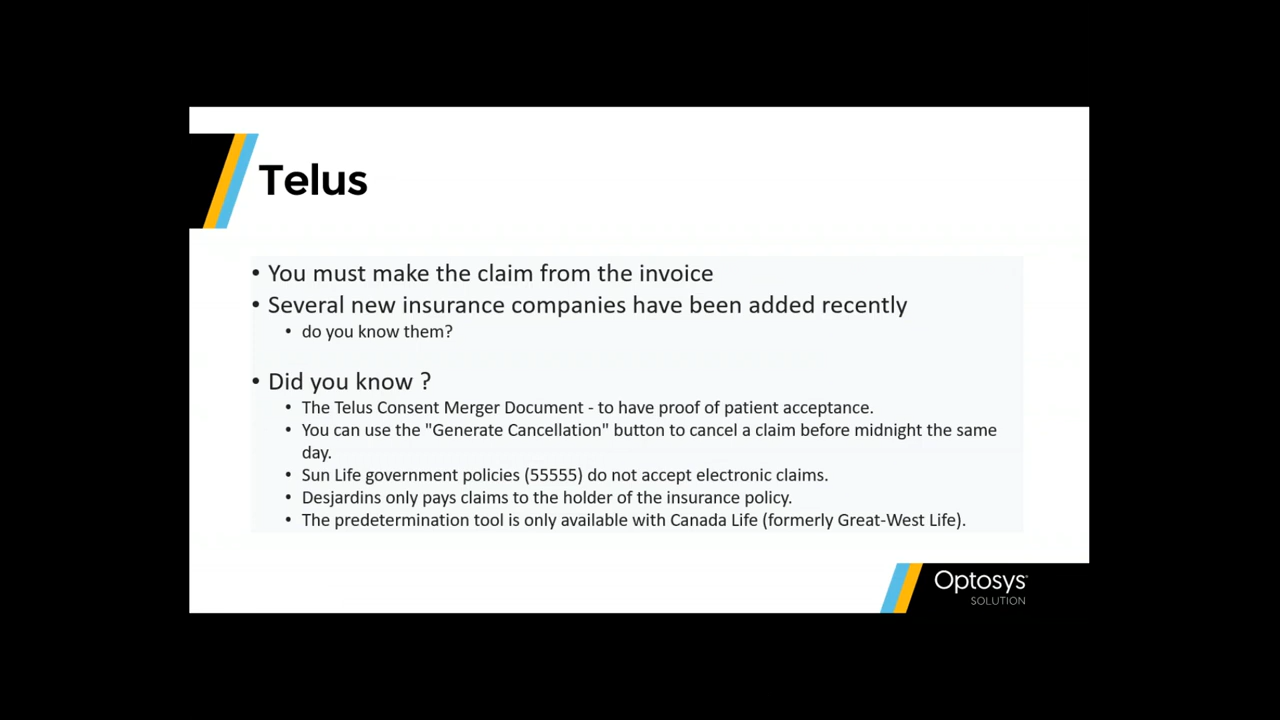 Telus
• You must make the claim from the invoice
• Several new insurance companies have been added recently
• do you know them?
• Did you know ?
• The Telus Consent Merger Document - to have proof of patient acceptance.
• You can use the "Generate Cancellation" button to cancel a claim before midnight the same
day.
• Sun Life government policies (55555) do not accept electronic claims.
• Desjardins only pays claims to the holder of the insurance policy.
• The predetermination tool is only available with Canada Life (formerly Great-West Life).
Optosys
SOLUTION